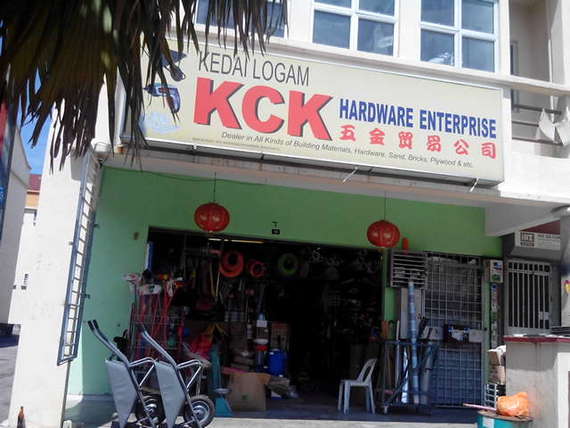 KEDAI LOGAM
KCK HARDWARE ENTERPRISE
五金贸易公司
Dealer in All Kinds of Building Materials, Hardware, Sand, Bricks, Plywood & etc.